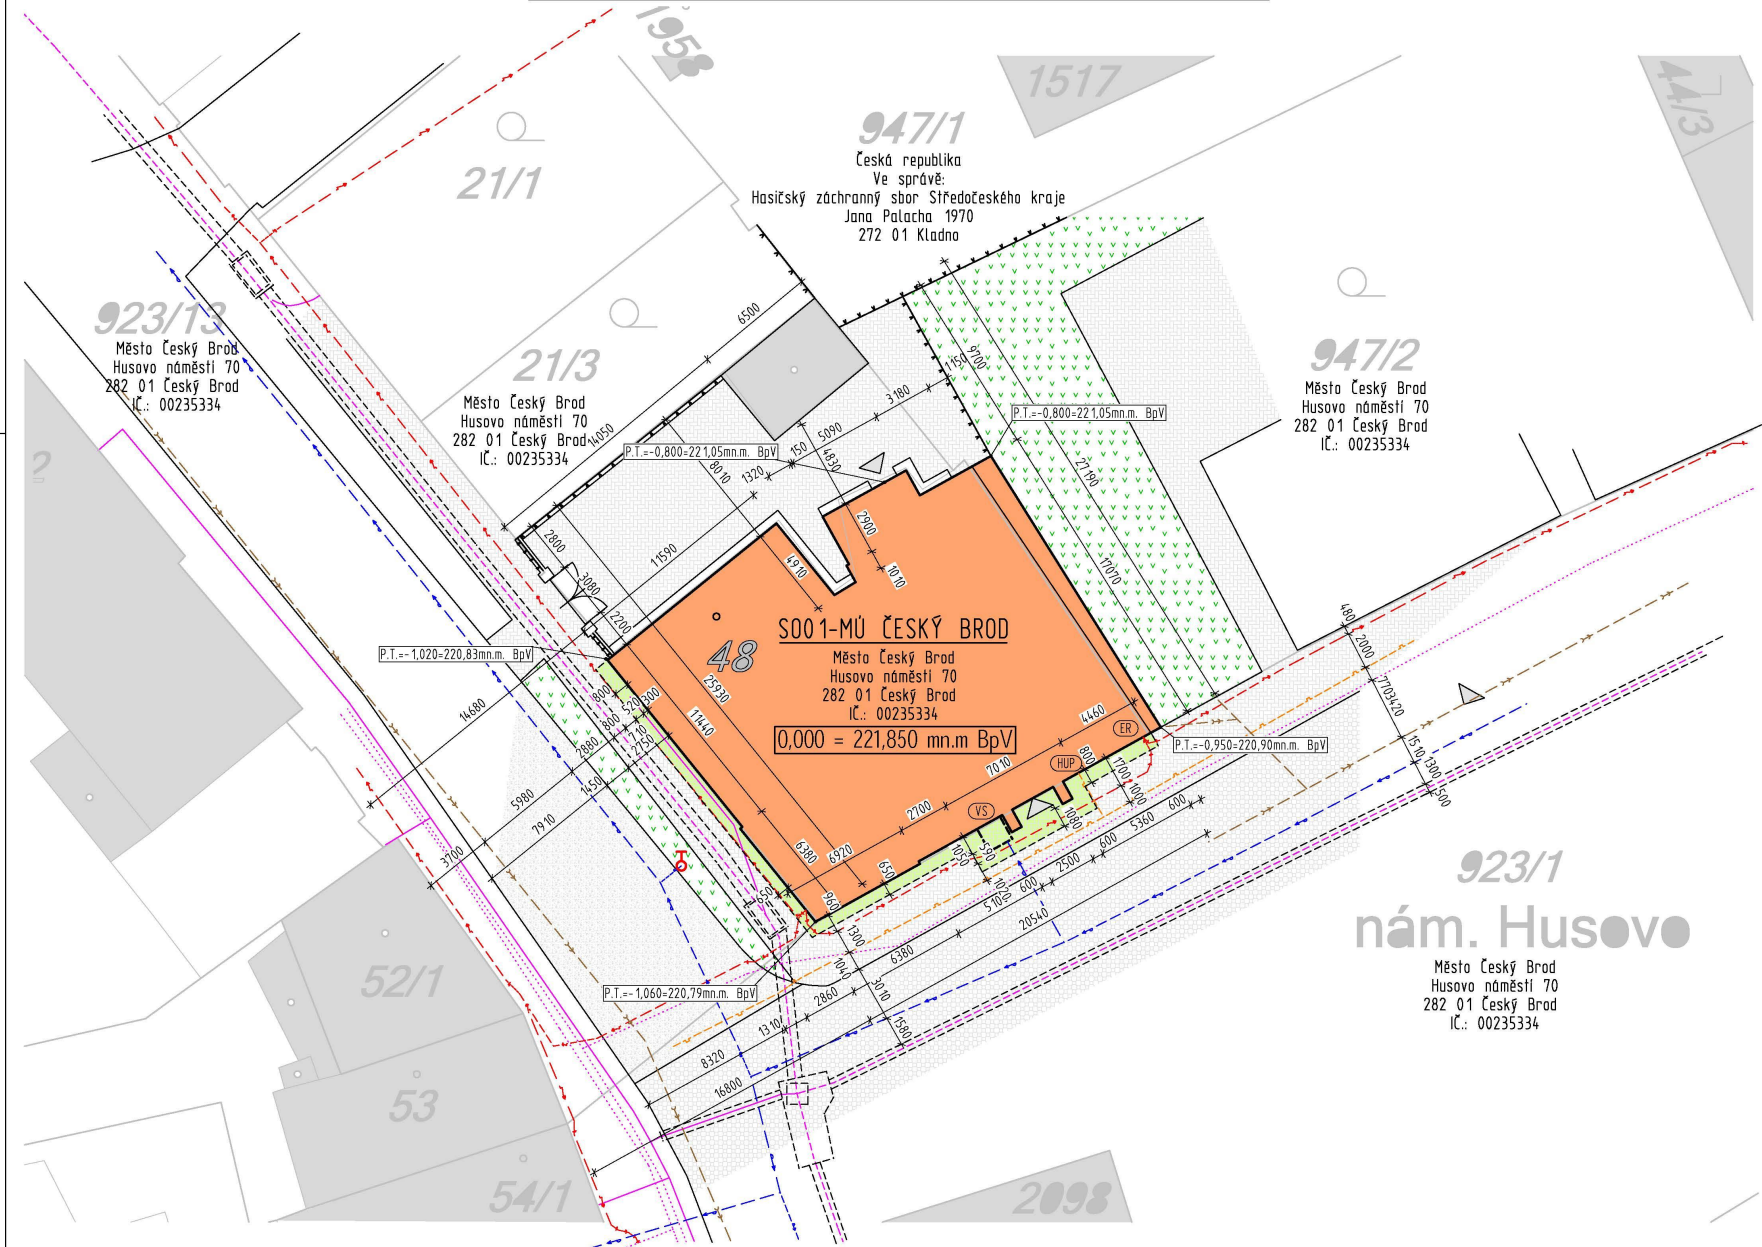 1958
1517
44/3
947/1
Česká republika
Ve správě:
Hasičský záchranný sbor Středočeského kraje
Jana Palacha 1970
272 01 Kladno
21/1
923/13
Město Český Brod
Husovo náměstí 70
282 01 Český Brod
IČ.: 00235334
21/3
Město Český Brod
Husovo náměstí 70
282 01 Český Brod
IČ.: 00235334
947/2
Město Český Brod
Husovo náměstí 70
282 01 Český Brod
IČ.: 00235334
6500
14050
9700
1150
3180
5090
150
1320
4830
8010
P.T.=-0,800=221,05mn.m. BpV
P.T.=-0,800=221,05mn.m. BpV
27190
17070
2900
1010
4910
11590
2800
3080
2200
2
P.T.=-1,020=220,83mn.m. BpV
48
SO01-MÚ ČESKÝ BROD
Město Český Brod
Husovo náměstí 70
282 01 Český Brod
IČ.: 00235334
0,000 = 221,850 mn.m BpV
25930
11440
14680
800
520
300
800
710
2880
2750
1450
5980
7910
3700
4460
7010
2700
6920
6380
650
650
960
ER
HUP
VS
P.T.=-0,950=220,90mn.m. BpV
800
1700
1000
1080
1050
590
1020
600
5360
600
2500
600
510
20540
6380
1300
1040
3010
1580
2860
1310
8320
16800
480
2000
770
3420
1510
1300
500
P.T.=-1,060=220,79mn.m. BpV
923/1
nám. Husovo
Město Český Brod
Husovo náměstí 70
282 01 Český Brod
IČ.: 00235334
52/1
53
54/1
2098